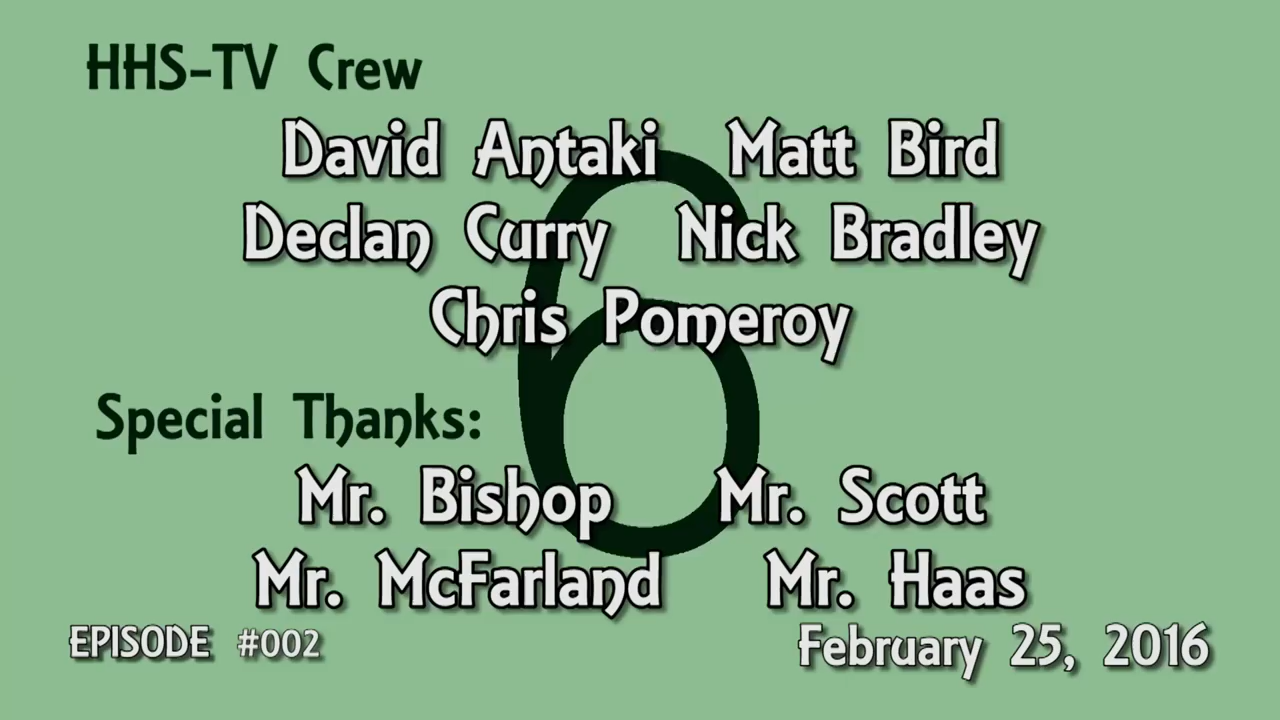 HHS-TV Crew
David Antaki Matt Bird
Declan Curry Nick Bradley
Chris Pomeroy
6
Special Thanks:
Mr. Bishop Mr. Scott
Mr. McFarland Mr. Haas
EPISODE #002 February 25, 2016